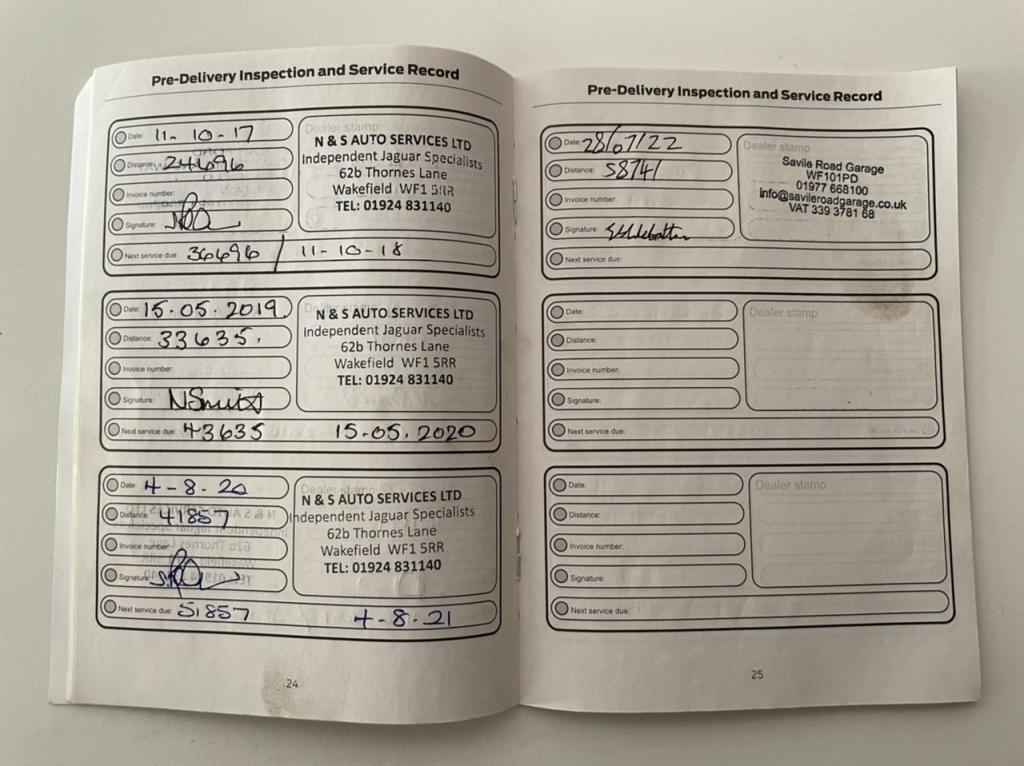 Pre-Delivery Inspection and Service Record
Date: 11-10-17
Distance: 24696
Invoice number:
Signature:
Next service due: 36696 / 11-10-18
Dealer stamp
N & S AUTO SERVICES LTD
Independent Jaguar Specialists
62b Thornes Lane
Wakefield WF1 5RR
TEL: 01924 831140
Date: 15.05.2019.
Distance: 33635.
Invoice number:
Signature: NSmith
Next service due: 43635 15.05.2020
N & S AUTO SERVICES LTD
Independent Jaguar Specialists
62b Thornes Lane
Wakefield WF1 5RR
TEL: 01924 831140
Date: 4-8-20
Distance: 41857
Invoice number:
Signature:
Next service due: 51857 4-8-21
Dealer stamp
N & S AUTO SERVICES LTD
Independent Jaguar Specialists
62b Thornes Lane
Wakefield WF1 5RR
TEL: 01924 831140
24
Pre-Delivery Inspection and Service Record
Date: 28/07/22
Distance: 58741
Invoice number:
Signature:
Next service due:
Dealer stamp
Savile Road Garage
WF101PD
01977 668100
info@savileroadgarage.co.uk
VAT 339 3781 68
Date:
Distance:
Invoice number:
Signature:
Next service due:
Dealer stamp
Date:
Distance:
Invoice number:
Signature:
Next service due:
Dealer stamp
25